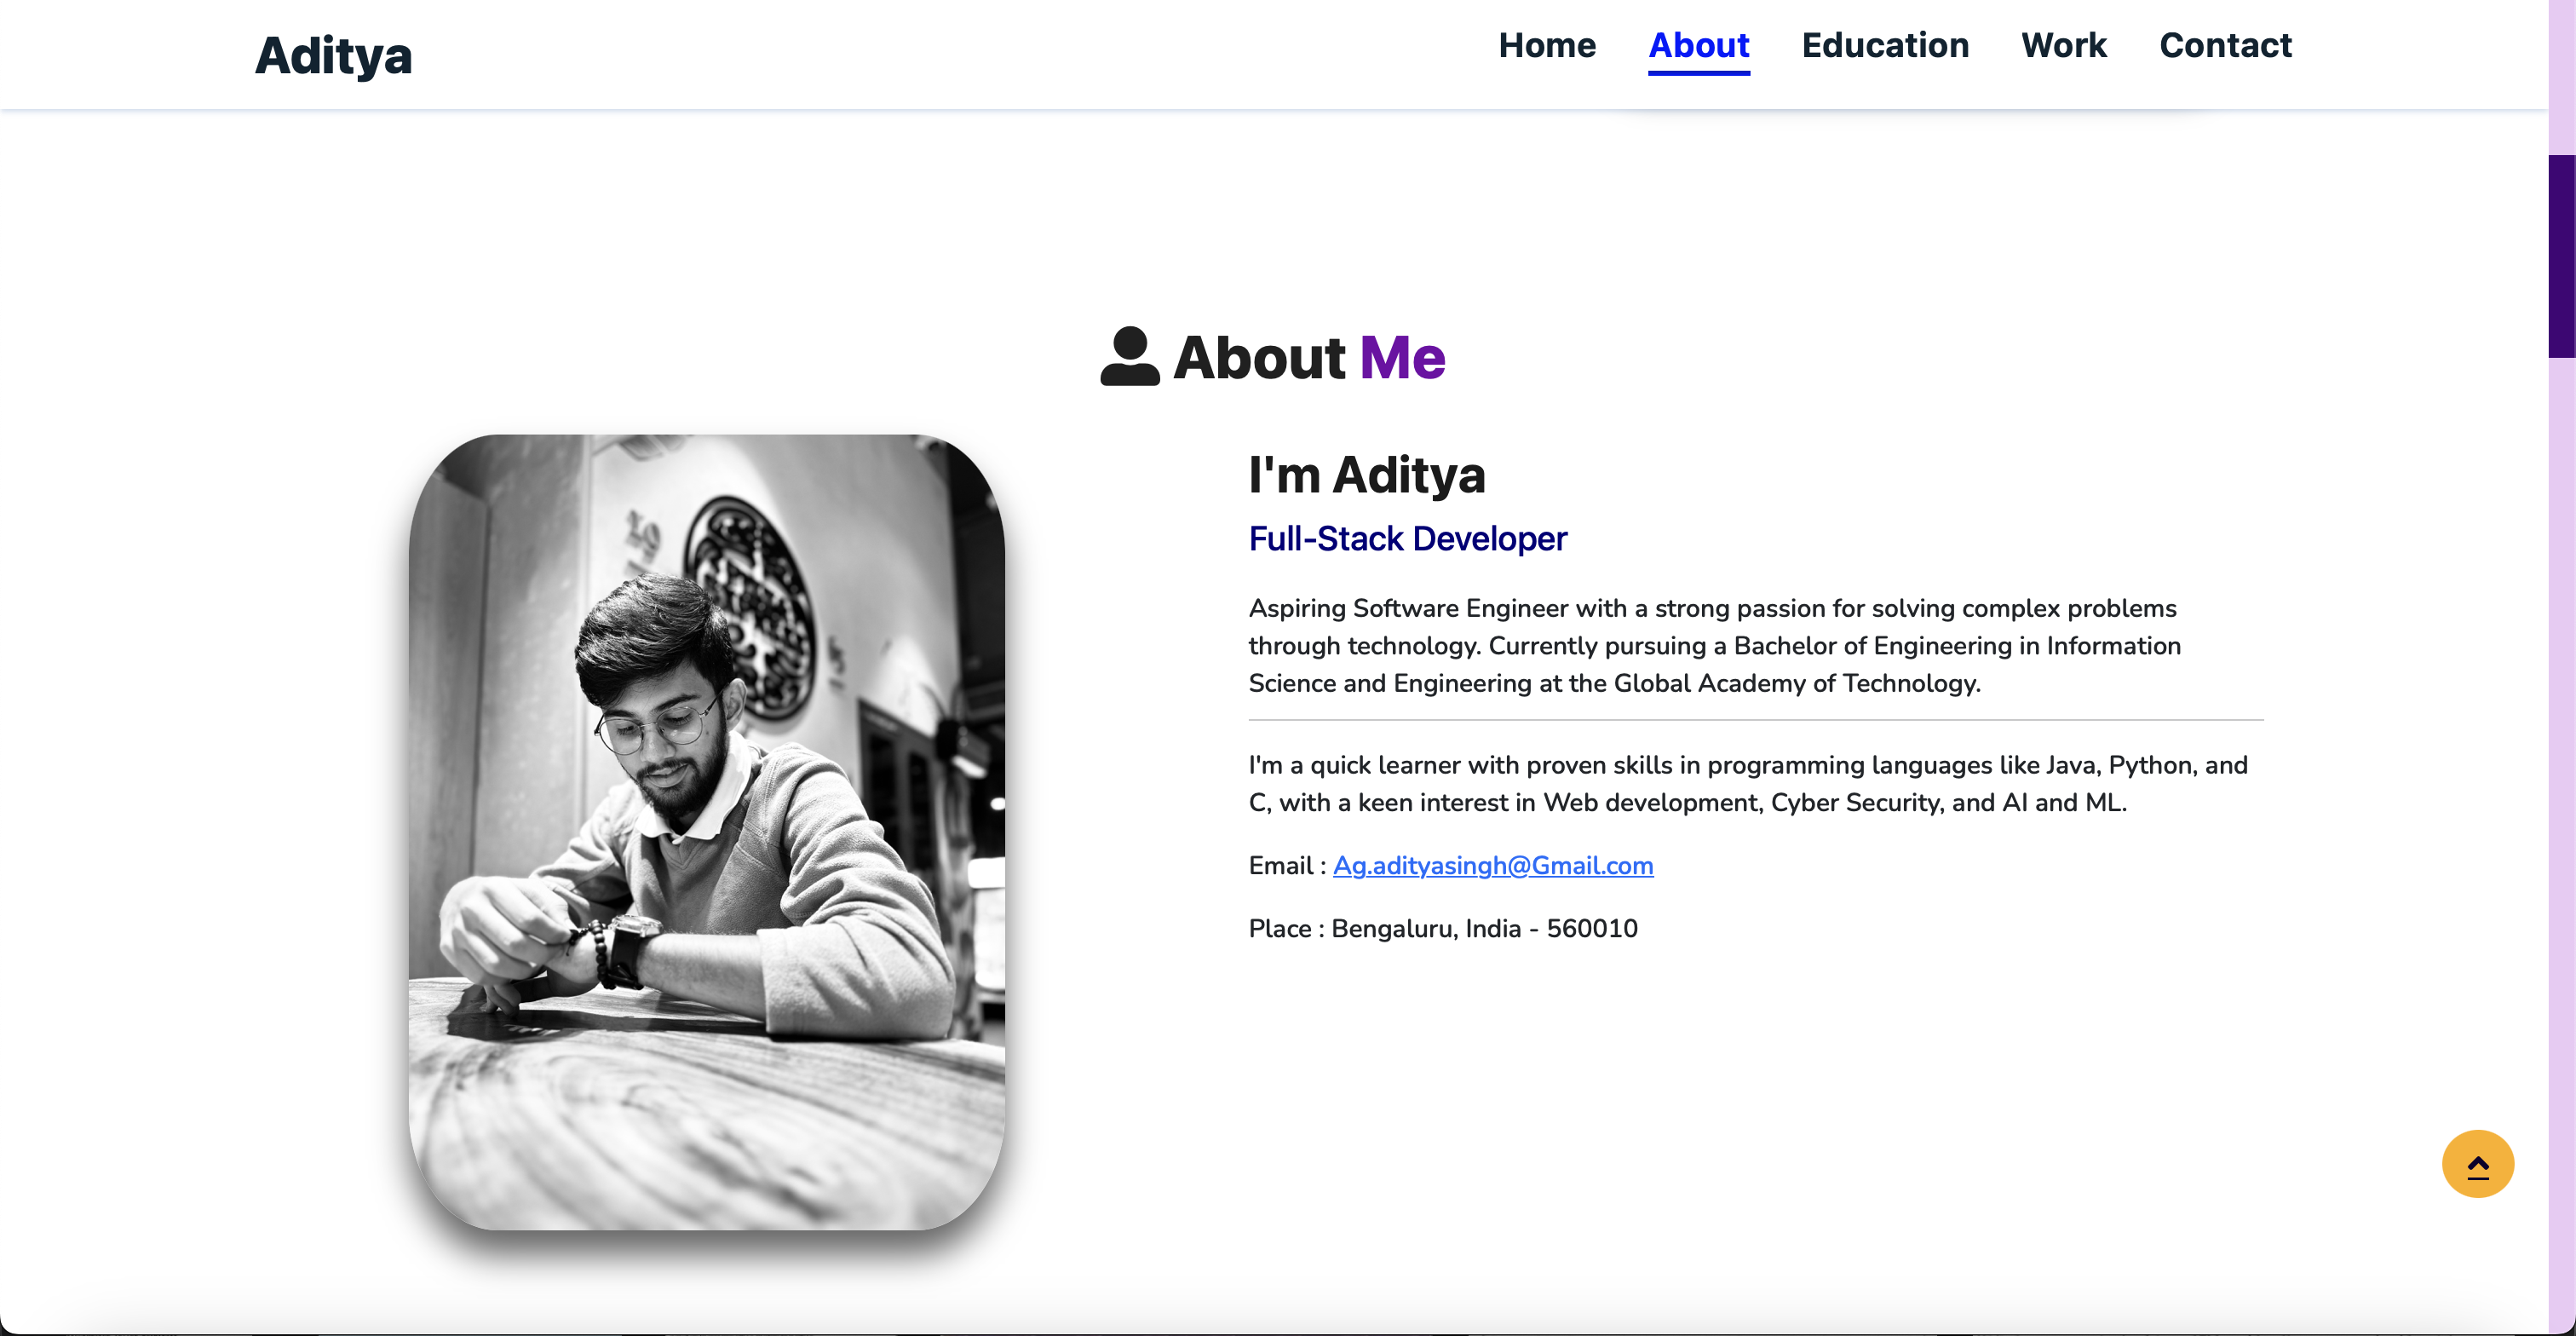 Aditya
Home About Education Work Contact
About Me
I'm Aditya
Full-Stack Developer
Aspiring Software Engineer with a strong passion for solving complex problems
through technology. Currently pursuing a Bachelor of Engineering in Information
Science and Engineering at the Global Academy of Technology.
I'm a quick learner with proven skills in programming languages like Java, Python, and
C, with a keen interest in Web development, Cyber Security, and AI and ML.
Email : Ag.adityasingh@Gmail.com
Place : Bengaluru, India - 560010